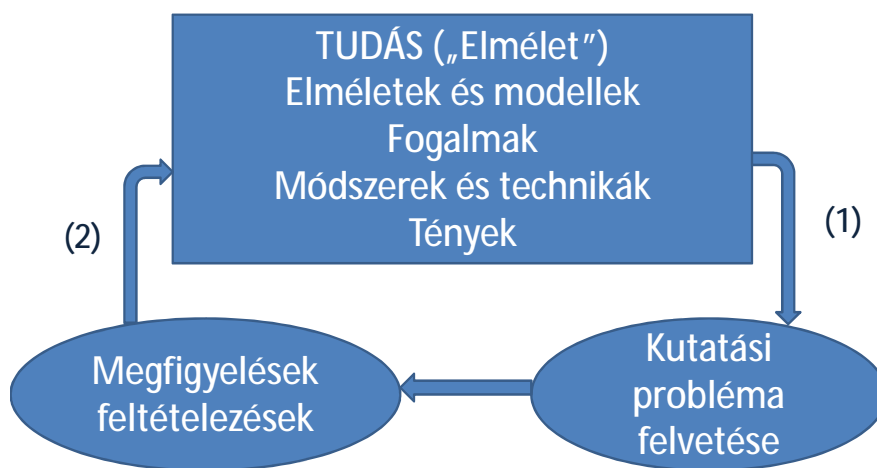 TUDÁS („Elmélet”)
Elméletek és modellek
Fogalmak
Módszerek és technikák
Tények
(2)
(1)
Megfigyelések
feltételezések
Kutatási
probléma
felvetése